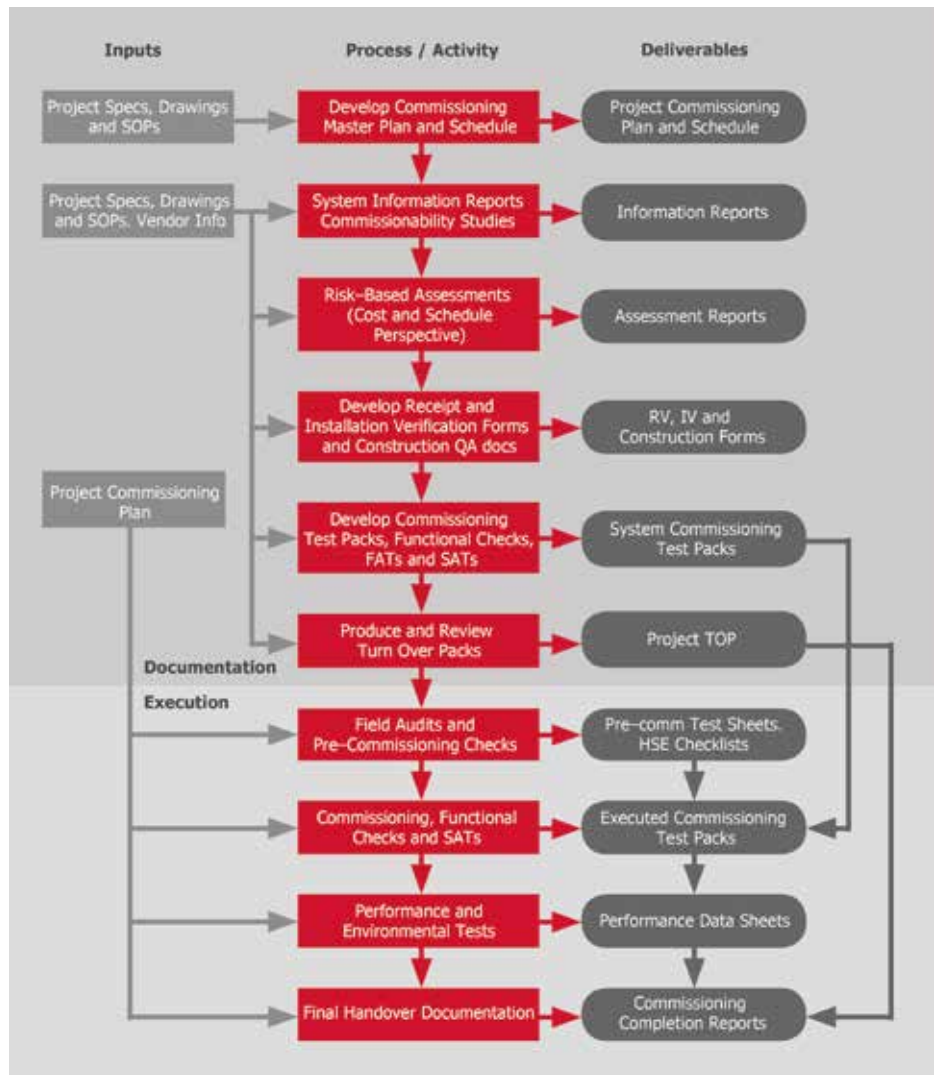 Inputs
Process / Activity
Deliverables
Project Specs, Drawings
and SOPs
Develop Commissioning
Master Plan and Schedule
Project Commissioning
Plan and Schedule
Project Specs, Drawings
and SOPs. Vendor Info
System Information Reports
Commissionability Studies
Information Reports
Risk-Based Assessments
(Cost and Schedule
Perspective)
Assessment Reports
Develop Receipt and
Installation Verification Forms
and Construction QA docs
RV, IV and
Construction Forms
Project Commissioning
Plan
Develop Commissioning
Test Packs, Functional Checks,
FATs and SATs
System Commissioning
Test Packs
Produce and Review
Turn Over Packs
Project TOP
Documentation
Execution
Field Audits and
Pre-Commissioning Checks
Pre-comm Test Sheets.
HSE Checklists
Commissioning, Functional
Checks and SATs
Executed Commissioning
Test Packs
Performance and
Environmental Tests
Performance Data Sheets
Final Handover Documentation
Commissioning
Completion Reports